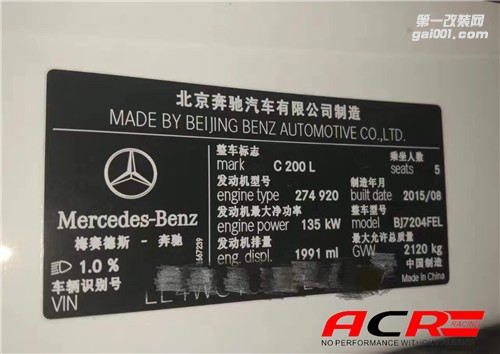 第一改装网
gai001.com
北京奔驰汽车有限公司制造
MADE BY BEIJING BENZ AUTOMOTIVE CO.,LTD.
整车标志
mark C 200 L
乘坐人数
seats 5
发动机型号
engine type 274 920
制造年月
built date 2015/08
发动机最大净功率
engine power 135 kW
整车型号
model BJ7204FEL
发动机排量
eng. displ. 1991 ml
最大允许总质量
GVW 2120 kg
中国制造
Made in China
Mercedes-Benz
梅赛德斯 - 奔驰
1.0 %
车辆识别号
VIN
ACRE
RACING
NO PERFORMANCE WITHOUT